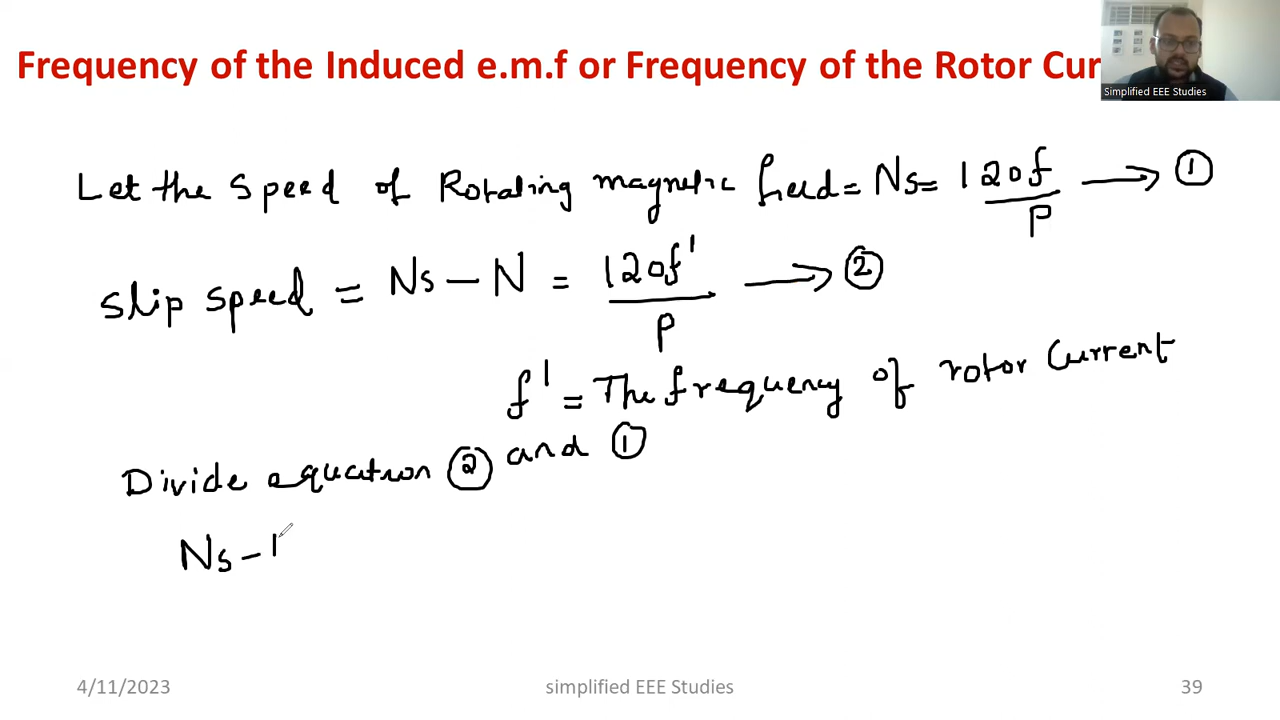 Frequency of the Induced e.m.f or Frequency of the Rotor Cur
Simplified EEE Studies
Let the Speed of Rotating magnetic field = Ns = 120f/P → ①
Slip speed = Ns - N = 120f'/P → ②
f' = The frequency of rotor Current
Divide equation ② and ①
Ns -
4/11/2023
simplified EEE Studies
39